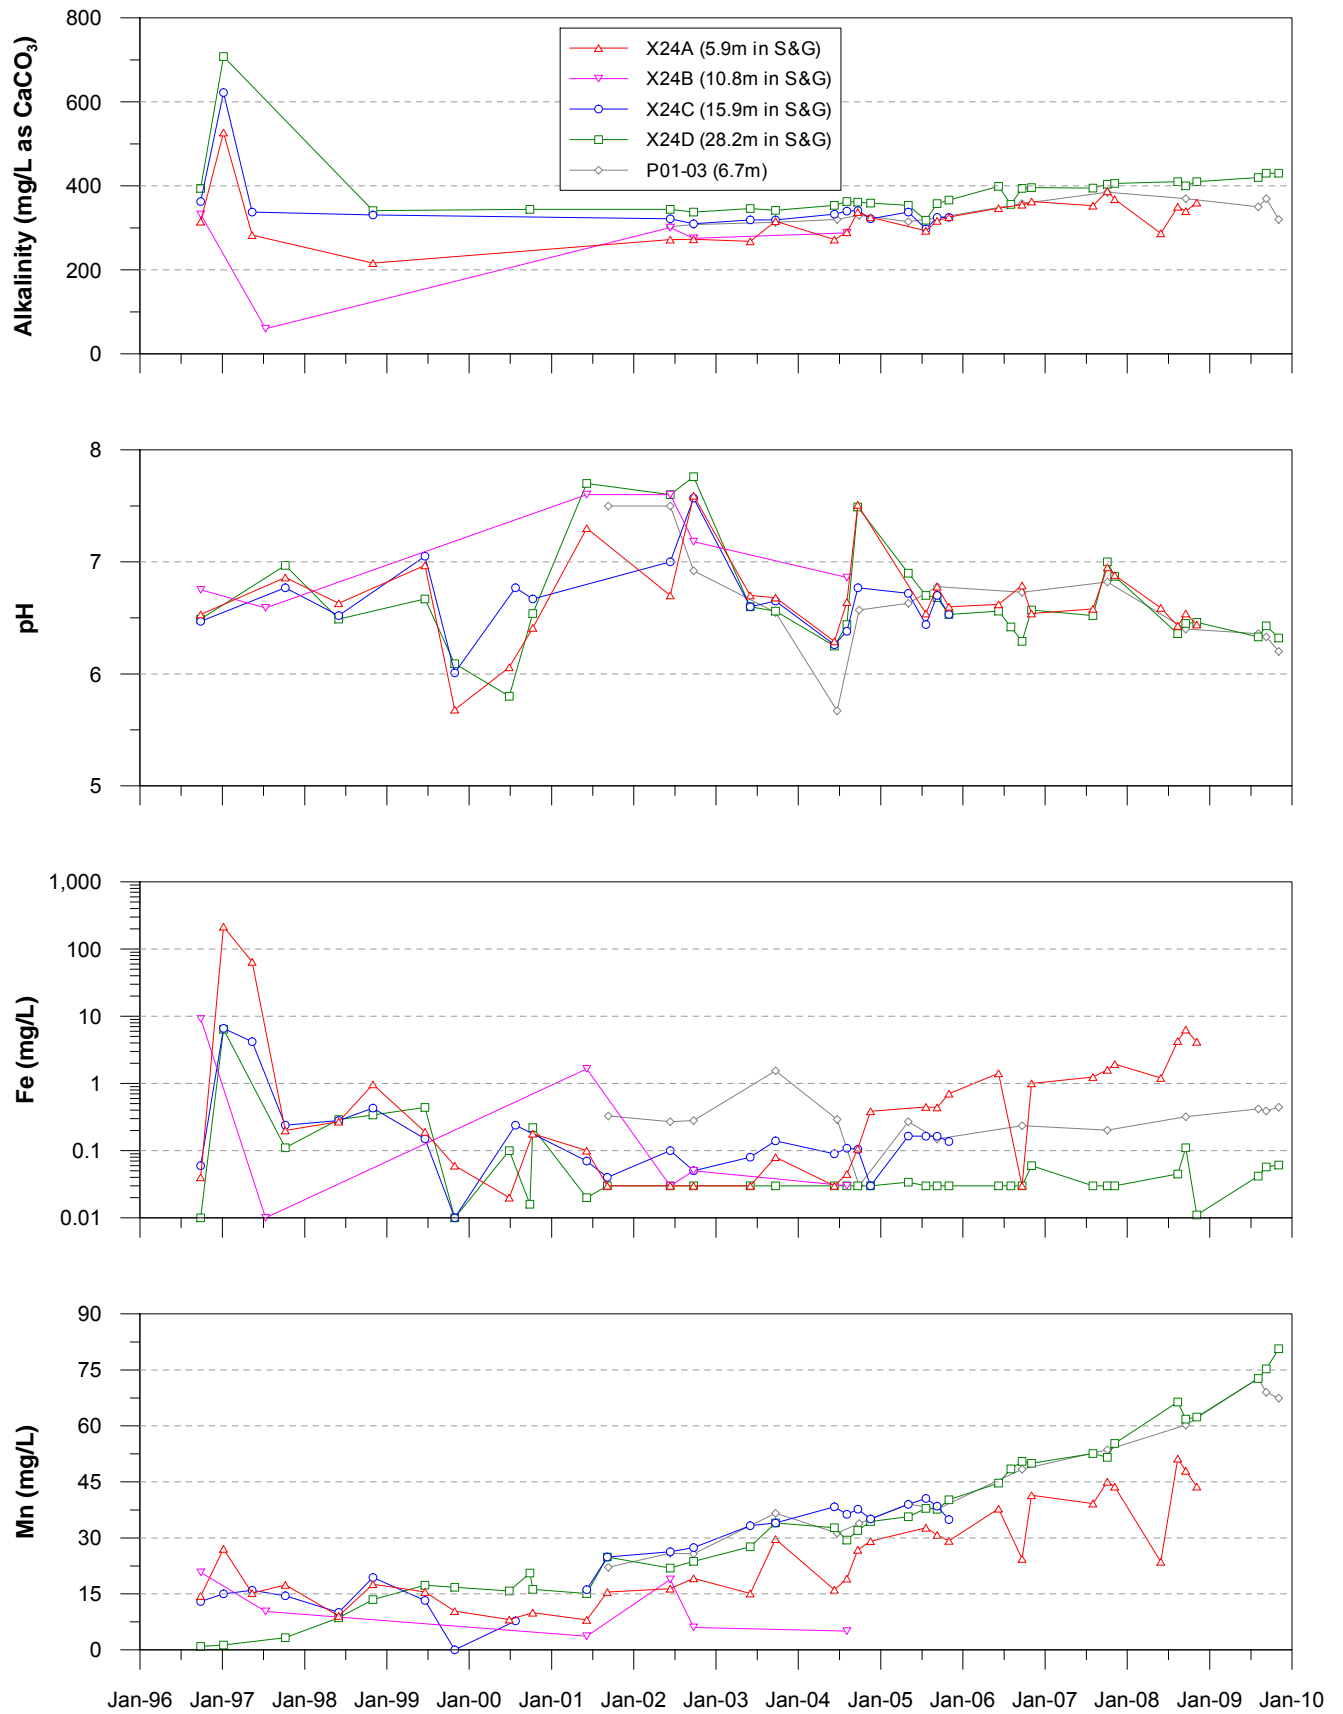 Alkalinity (mg/L as CaCO₃)
800
600
400
200
0
X24A (5.9m in S&G)
X24B (10.8m in S&G)
X24C (15.9m in S&G)
X24D (28.2m in S&G)
P01-03 (6.7m)
pH
8
7
6
5
Fe (mg/L)
1,000
100
10
1
0.1
0.01
Mn (mg/L)
90
75
60
45
30
15
0
Jan-96 Jan-97 Jan-98 Jan-99 Jan-00 Jan-01 Jan-02 Jan-03 Jan-04 Jan-05 Jan-06 Jan-07 Jan-08 Jan-09 Jan-10